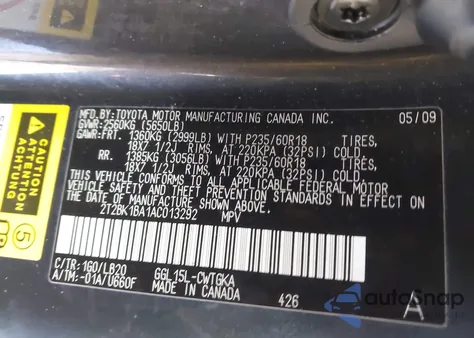 MFD.BY:TOYOTA MOTOR MANUFACTURING CANADA INC. 05/09
GVWR:2560KG (5650LB)
GAWR:FRT. 1360KG (2999LB) WITH P235/60R18 TIRES,
18X7 1/2J RIMS, AT 220KPA (32PSI) COLD.
RR. 1385KG (3056LB) WITH P235/60R18 TIRES,
18X7 1/2J RIMS, AT 220KPA (32PSI) COLD.
THIS VEHICLE CONFORMS TO ALL APPLICABLE FEDERAL MOTOR
VEHICLE SAFETY, THEFT PREVENTION STANDARDS IN EFFECT
ON THE DATE OF MANUFACTURE SHOWN ABOVE.
2T2BK1BA1AC013292 MPV
C/TR:1G0/LB20 GGL15L-CWTGKA
A/TM:-01A/U660F MADE IN CANADA 426 A
CAUTION
ATTENTION
5
autoSnap